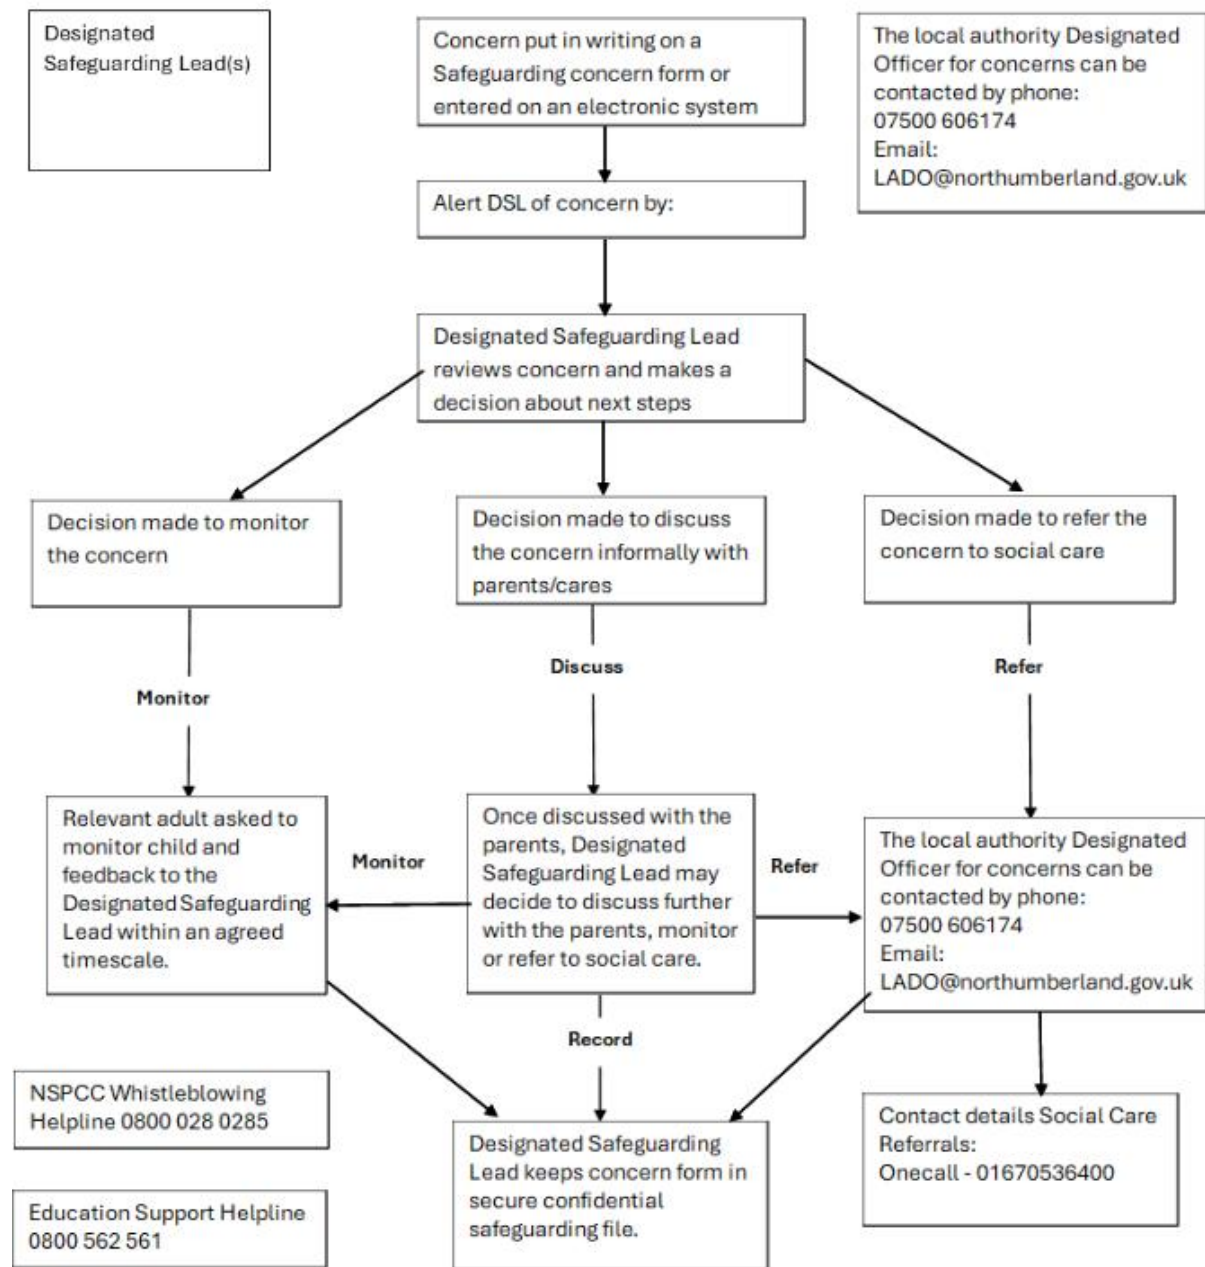 Designated
Safeguarding Lead(s)
Concern put in writing on a
Safeguarding concern form or
entered on an electronic system
The local authority Designated
Officer for concerns can be
contacted by phone:
07500 606174
Email:
LADO@northumberland.gov.uk
Alert DSL of concern by:
Designated Safeguarding Lead
reviews concern and makes a
decision about next steps
Decision made to monitor
the concern
Decision made to discuss
the concern informally with
parents/cares
Decision made to refer the
concern to social care
Monitor
Discuss
Refer
Relevant adult asked to
monitor child and
feedback to the
Designated Safeguarding
Lead within an agreed
timescale.
Monitor
Once discussed with the
parents, Designated
Safeguarding Lead may
decide to discuss further
with the parents, monitor
or refer to social care.
Refer
The local authority Designated
Officer for concerns can be
contacted by phone:
07500 606174
Email:
LADO@northumberland.gov.uk
Record
NSPCC Whistleblowing
Helpline 0800 028 0285
Education Support Helpline
0800 562 561
Designated Safeguarding
Lead keeps concern form in
secure confidential
safeguarding file.
Contact details Social Care
Referrals:
Onecall - 01670536400